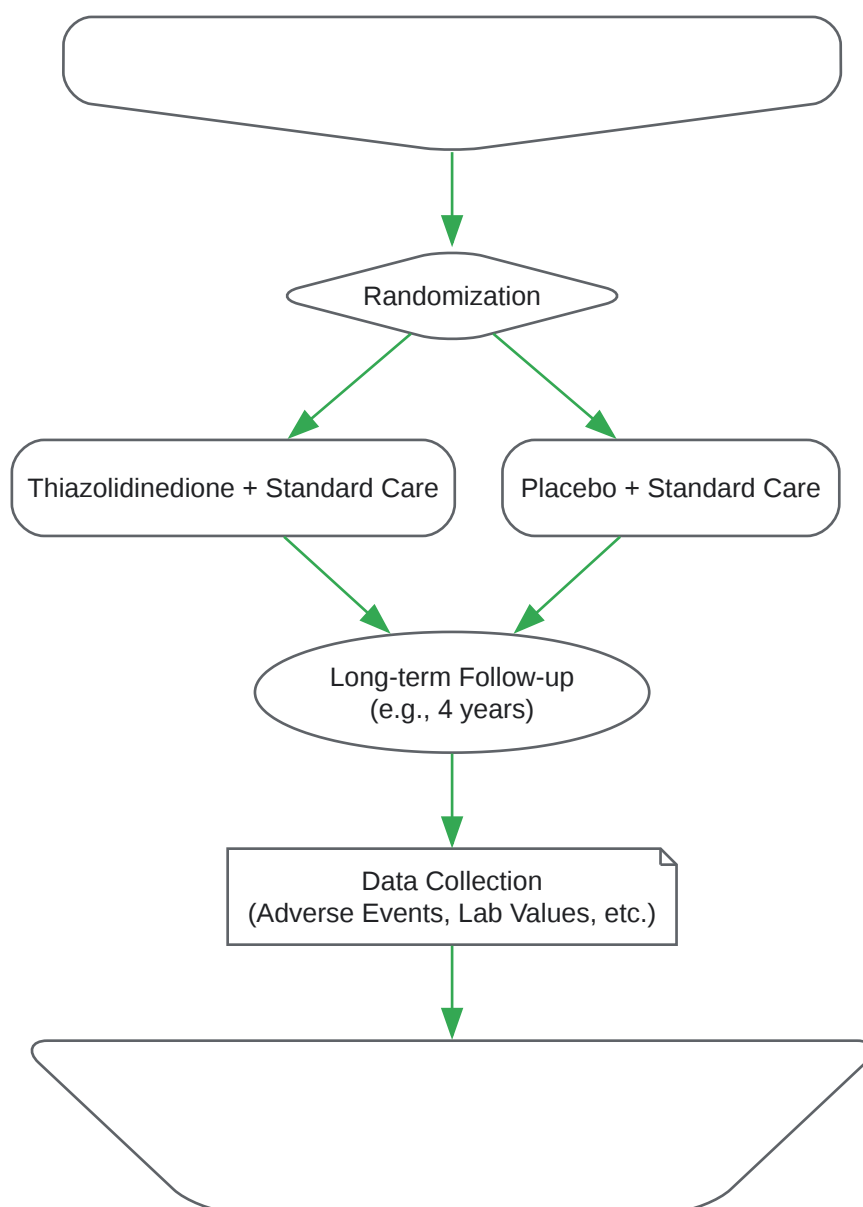 Randomization
Thiazolidinedione + Standard Care
Placebo + Standard Care
Long-term Follow-up
(e.g., 4 years)
Data Collection
(Adverse Events, Lab Values, etc.)